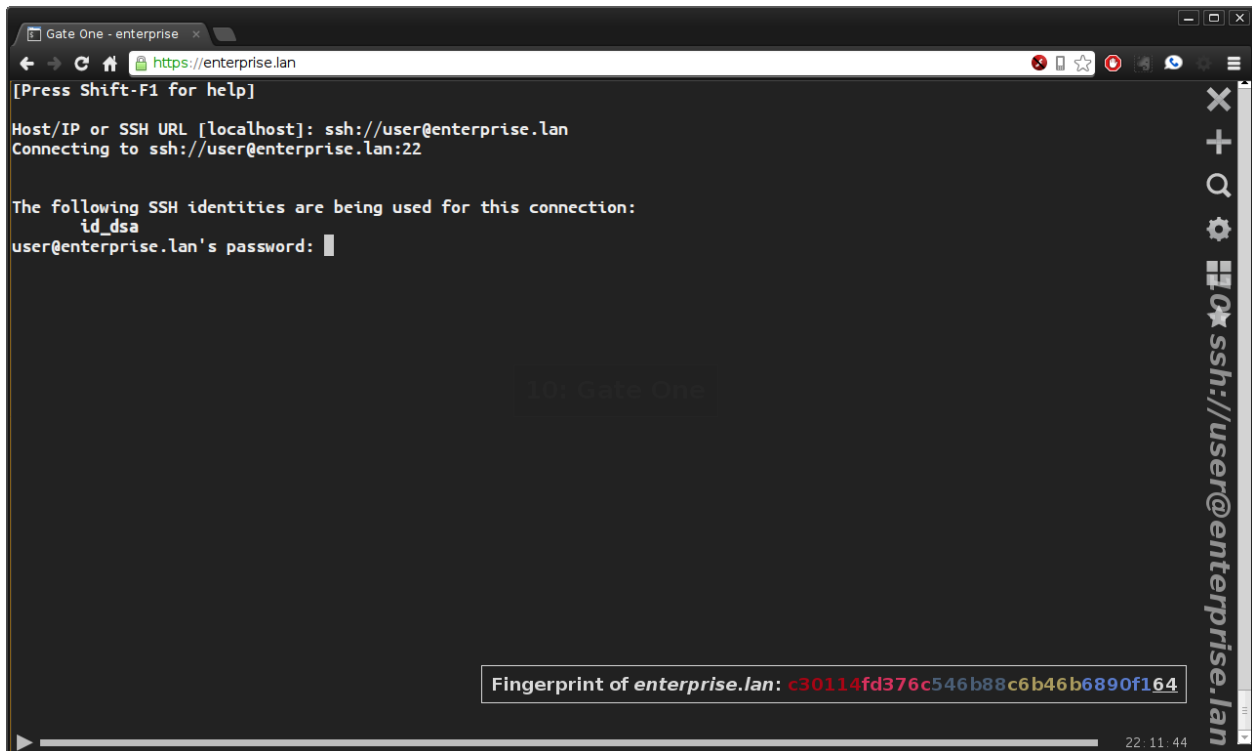 Gate One - enterprise
https://enterprise.lan
[Press Shift-F1 for help]
Host/IP or SSH URL [localhost]: ssh://user@enterprise.lan
Connecting to ssh://user@enterprise.lan:22
The following SSH identities are being used for this connection:
id_dsa
user@enterprise.lan's password:
10: Gate One
10: ssh://user@enterprise.lan
Fingerprint of enterprise.lan: c30114fd376c546b88c6b46b6890f164
22:11:44